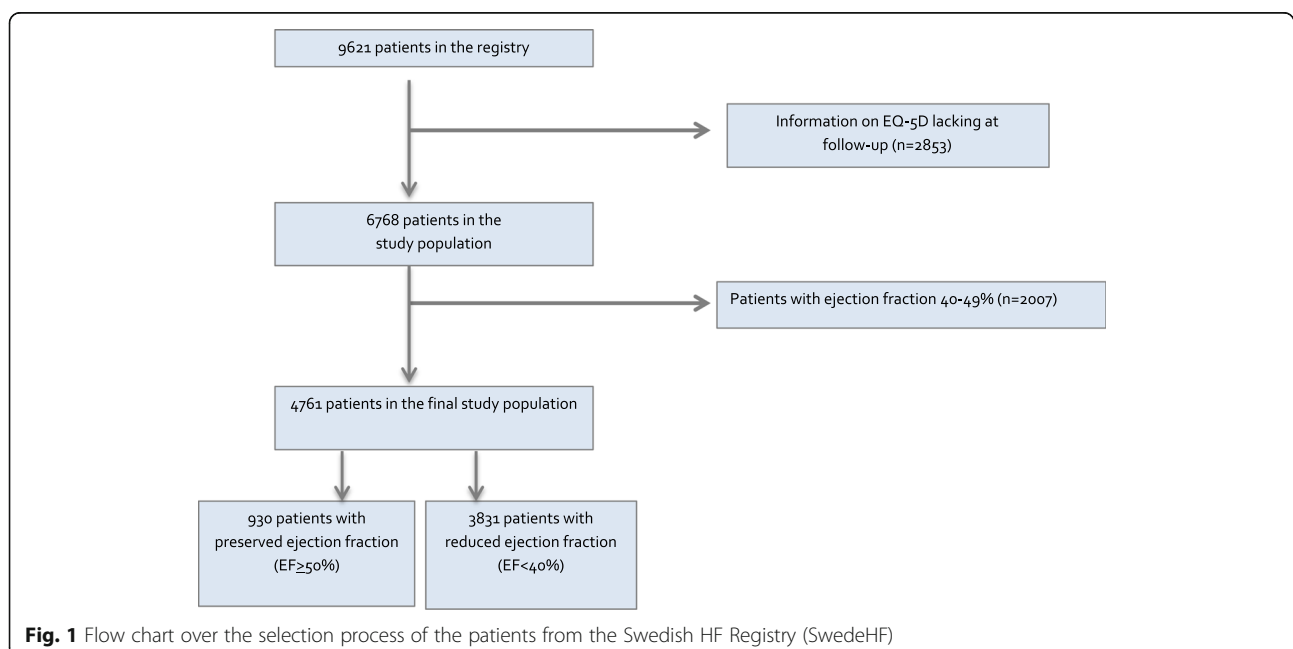 9621 patients in the registry
Information on EQ-5D lacking at
follow-up (n=2853)
6768 patients in the
study population
Patients with ejection fraction 40-49% (n=2007)
4761 patients in the final study population
930 patients with
preserved ejection fraction
(EF≥50%)
3831 patients with
reduced ejection fraction
(EF<40%)
Fig. 1 Flow chart over the selection process of the patients from the Swedish HF Registry (SwedeHF)